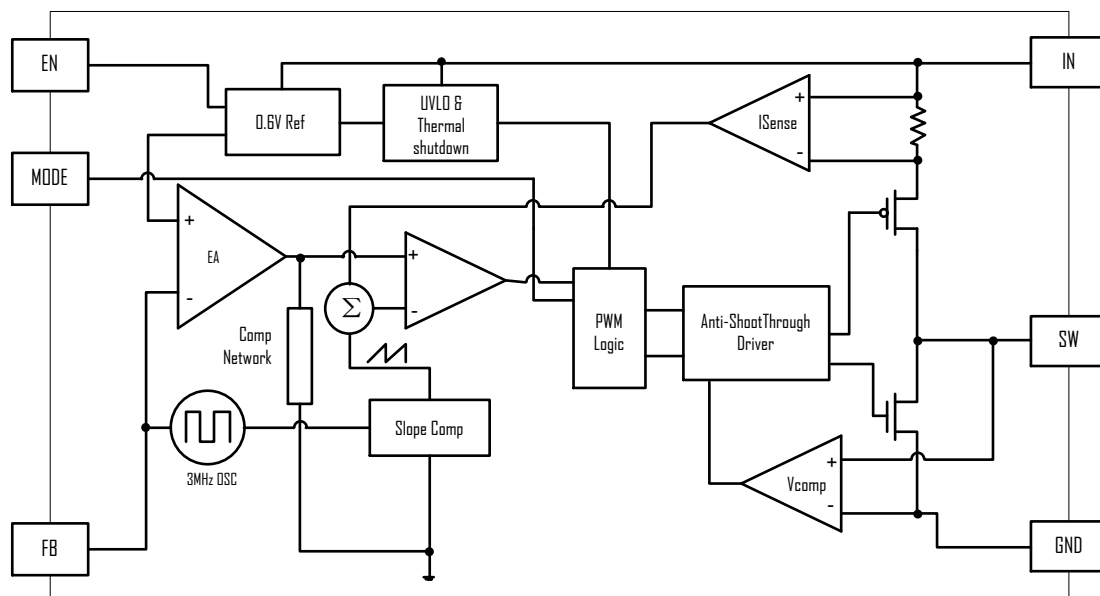 EN
IN
0.6V Ref
UVLO &
Thermal
shutdown
+
ISense
-
MODE
+
EA
-
+
-
Σ
Comp
Network
PWM
Logic
Anti-ShootThrough
Driver
SW
Slope Comp
3MHz OSC
+
Vcomp
-
FB
GND